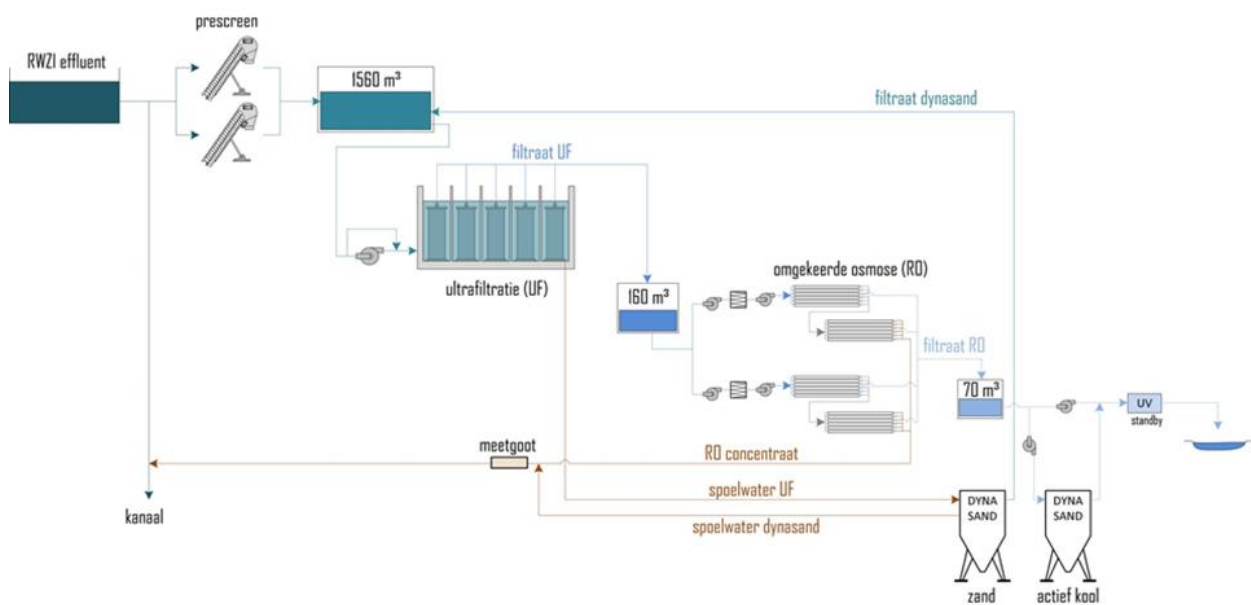 prescreen
RWZI effluent
1560 m³
filtraat dynasand
filtraat UF
ultrafiltratie (UF)
omgekeerde osmose (RO)
160 m³
filtraat RO
70 m³
UV
standby
meetgoot
RO concentraat
spoelwater UF
spoelwater dynasand
kanaal
DYNA
SAND
DYNA
SAND
zand
actief kool